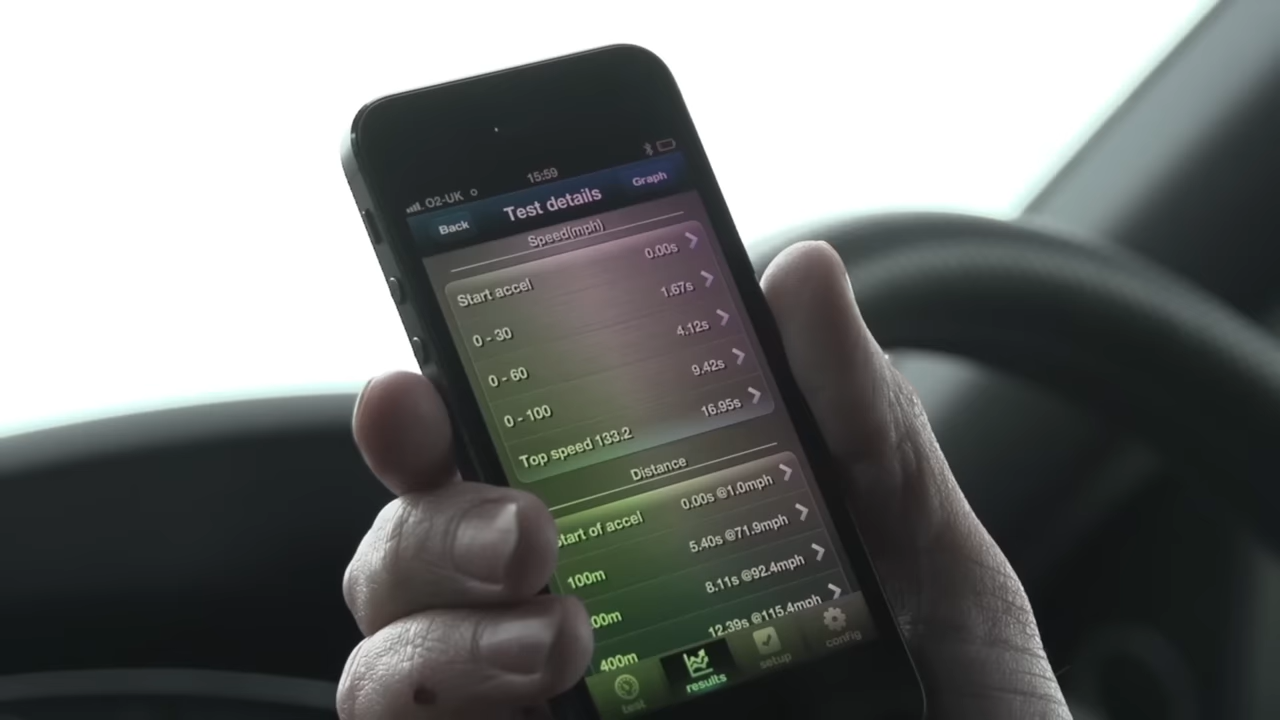 O2-UK 15:59
Back Test details Graph
Speed(mph)
Start accel 0.00s
0 - 30 1.67s
0 - 60 4.12s
0 - 100 9.42s
Top speed 133.2 16.95s
Distance
tart of accel 0.00s @1.0mph
100m 5.40s @71.9mph
00m 8.11s @92.4mph
400m 12.39s @115.4mph
test results setup config